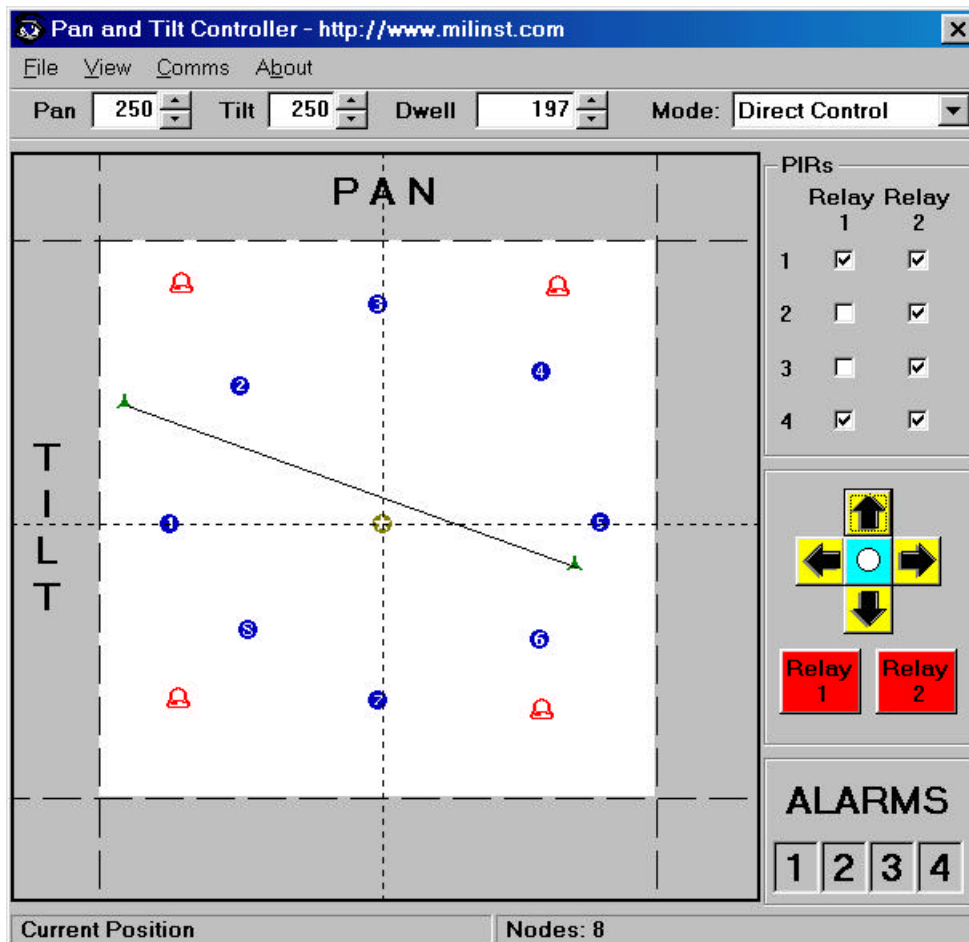 Pan and Tilt Controller - http://www.milinst.com
File View Comms About
Pan 250 Tilt 250 Dwell 197 Mode: Direct Control
PAN
TILT
3
2
4
1
5
8
6
7
PIRs
Relay 1 Relay 2
1
2
3
4
Relay 1
Relay 2
ALARMS
1 2 3 4
Current Position
Nodes: 8